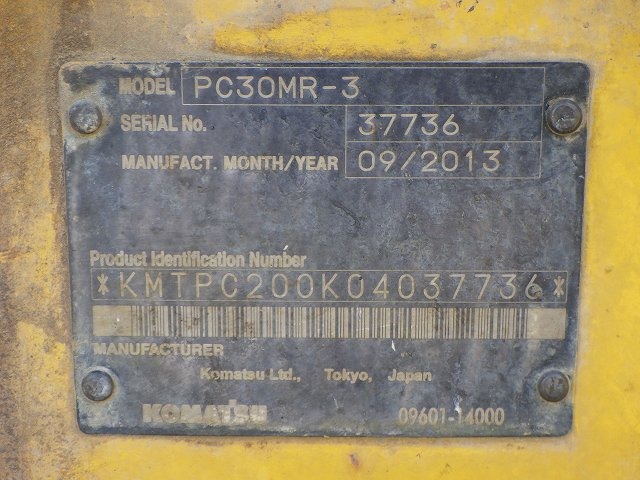 MODEL PC30MR-3
SERIAL No. 37736
MANUFACT. MONTH/YEAR 09/2013
Product Identification Number
*KMTPC200K04037736*
MANUFACTURER
Komatsu Ltd., Tokyo, Japan
KOMATSU 09601-14000